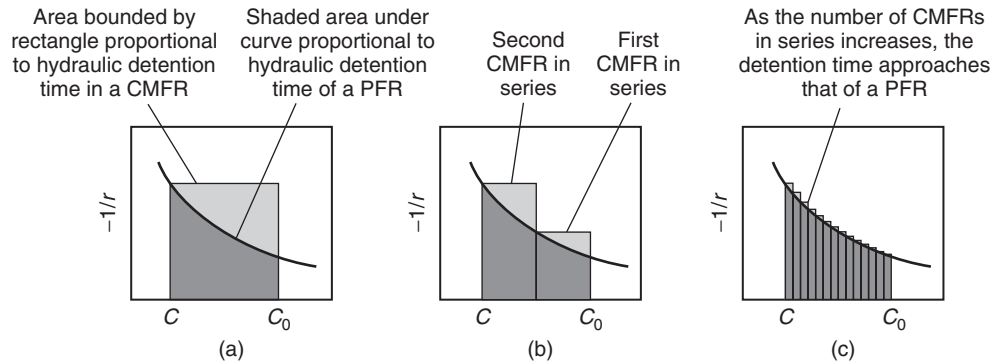 Area bounded by
rectangle proportional
to hydraulic detention
time in a CMFR
Shaded area under
curve proportional to
hydraulic detention
time of a PFR
-1/r
C
C0
(a)
Second
CMFR in
series
First
CMFR in
series
-1/r
C
C0
(b)
As the number of CMFRs
in series increases, the
detention time approaches
that of a PFR
-1/r
C
C0
(c)